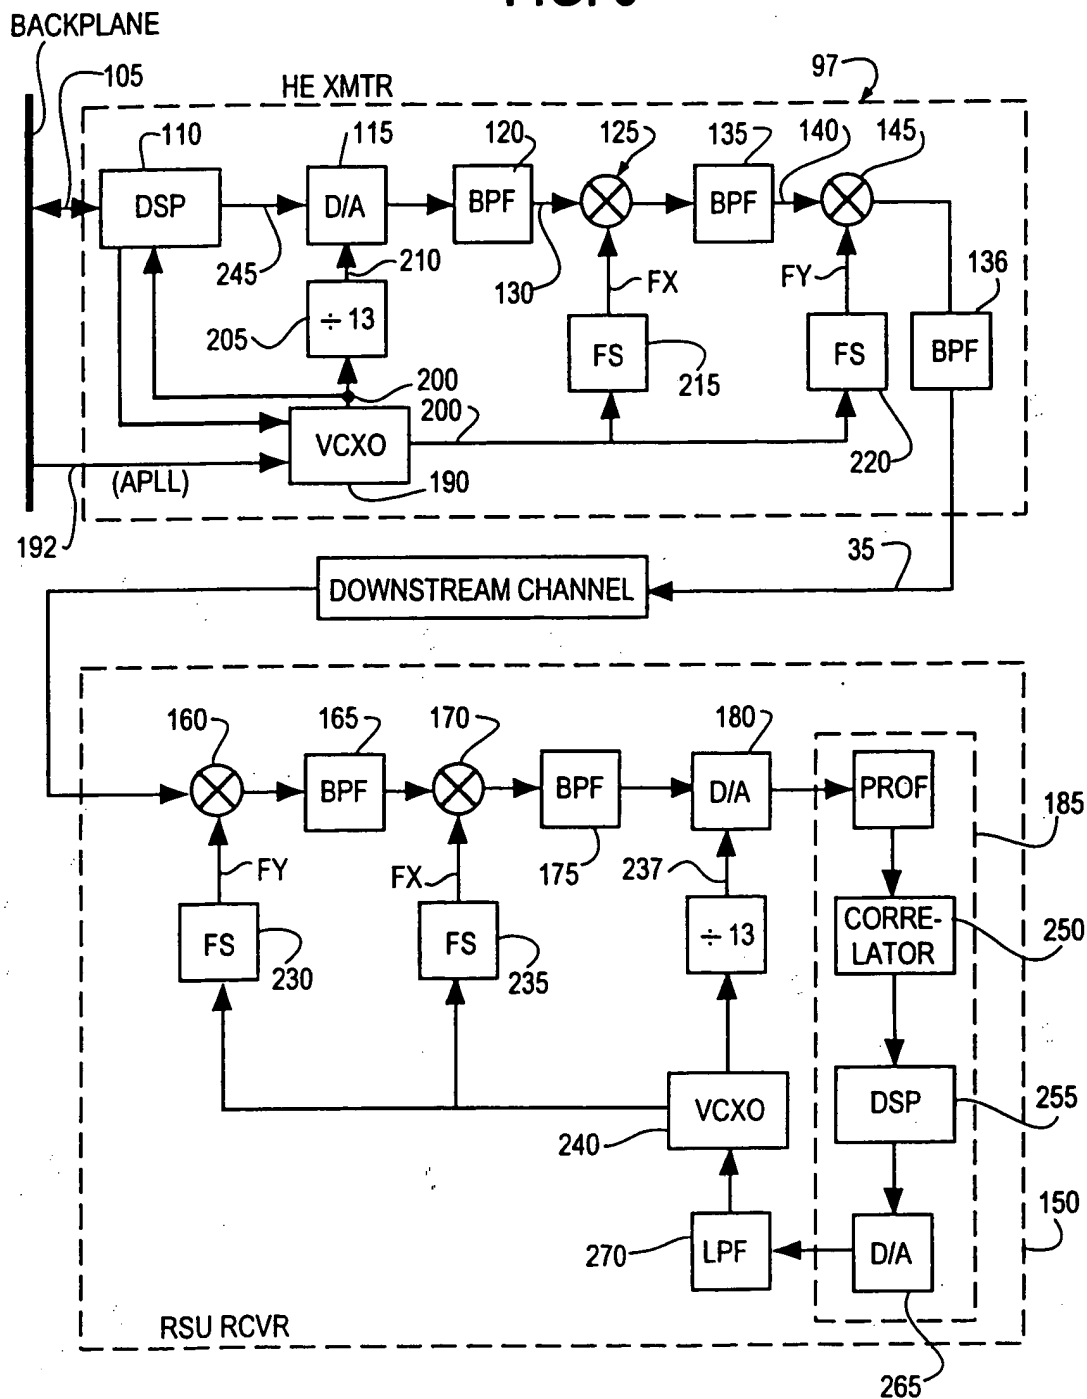 BACKPLANE
105
HE XMTR
97
110
115
120
125
135
140
145
DSP
D/A
BPF
BPF
245
210
130
FX
FY
136
205
÷ 13
FS
215
FS
BPF
200
200
VCXO
220
(APLL)
190
192
35
DOWNSTREAM CHANNEL
160
165
170
180
BPF
BPF
D/A
PROF
185
FY
FX
175
237
FS
230
FS
235
÷ 13
CORRE-
LATOR
250
VCXO
240
DSP
255
150
270
LPF
D/A
RSU RCVR
265